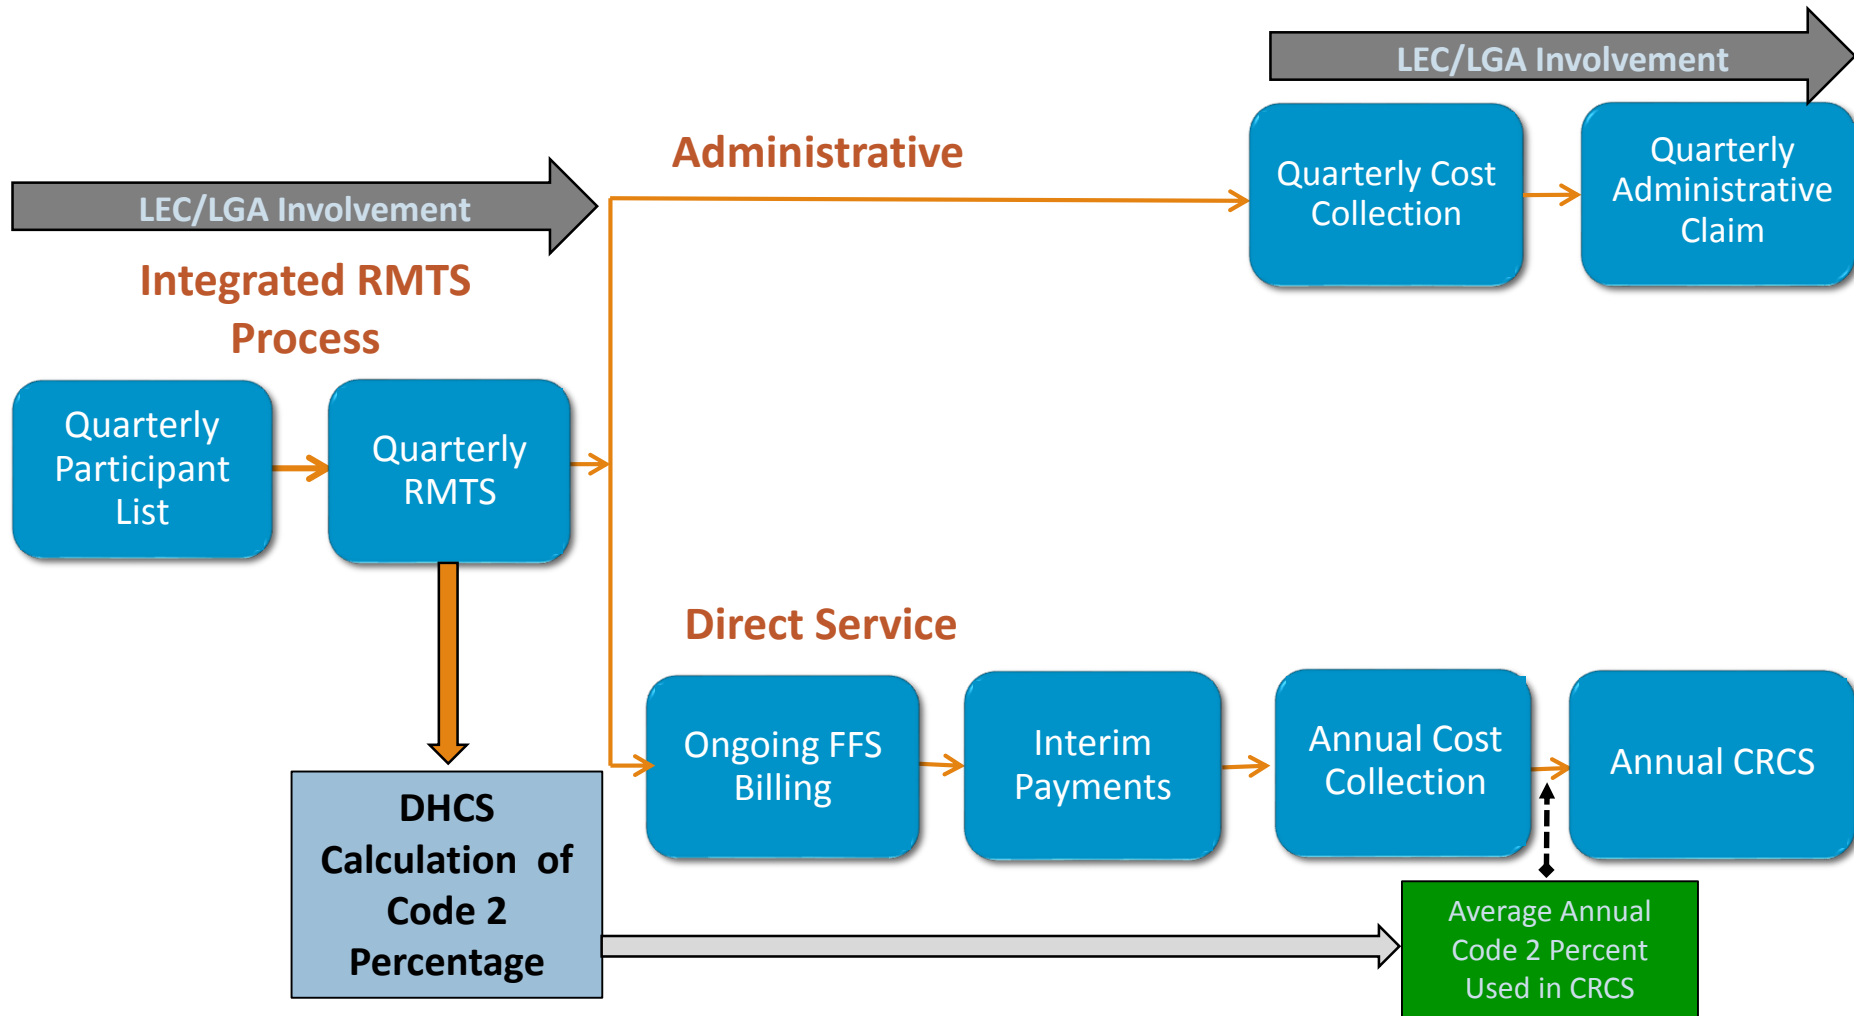 LEC/LGA Involvement
Administrative
Quarterly Cost
Collection
Quarterly
Administrative
Claim
LEC/LGA Involvement
Integrated RMTS
Process
Quarterly
Participant
List
Quarterly
RMTS
Direct Service
Ongoing FFS
Billing
Interim
Payments
Annual Cost
Collection
Annual CRCS
DHCS
Calculation of
Code 2
Percentage
Average Annual
Code 2 Percent
Used in CRCS